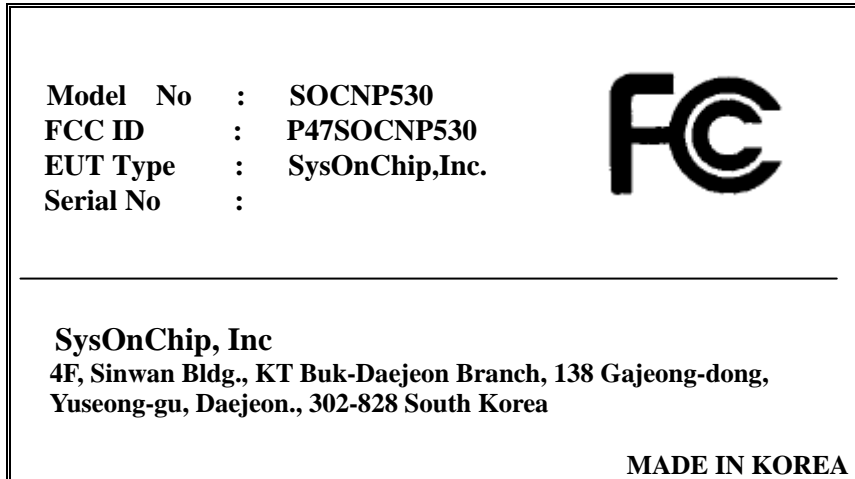 Model No : SOCNP530
FCC ID : P47SOCNP530
EUT Type : SysOnChip,Inc.
Serial No :
FCC
SysOnChip, Inc
4F, Sinwan Bldg., KT Buk-Daejeon Branch, 138 Gajeong-dong,
Yuseong-gu, Daejeon., 302-828 South Korea
MADE IN KOREA